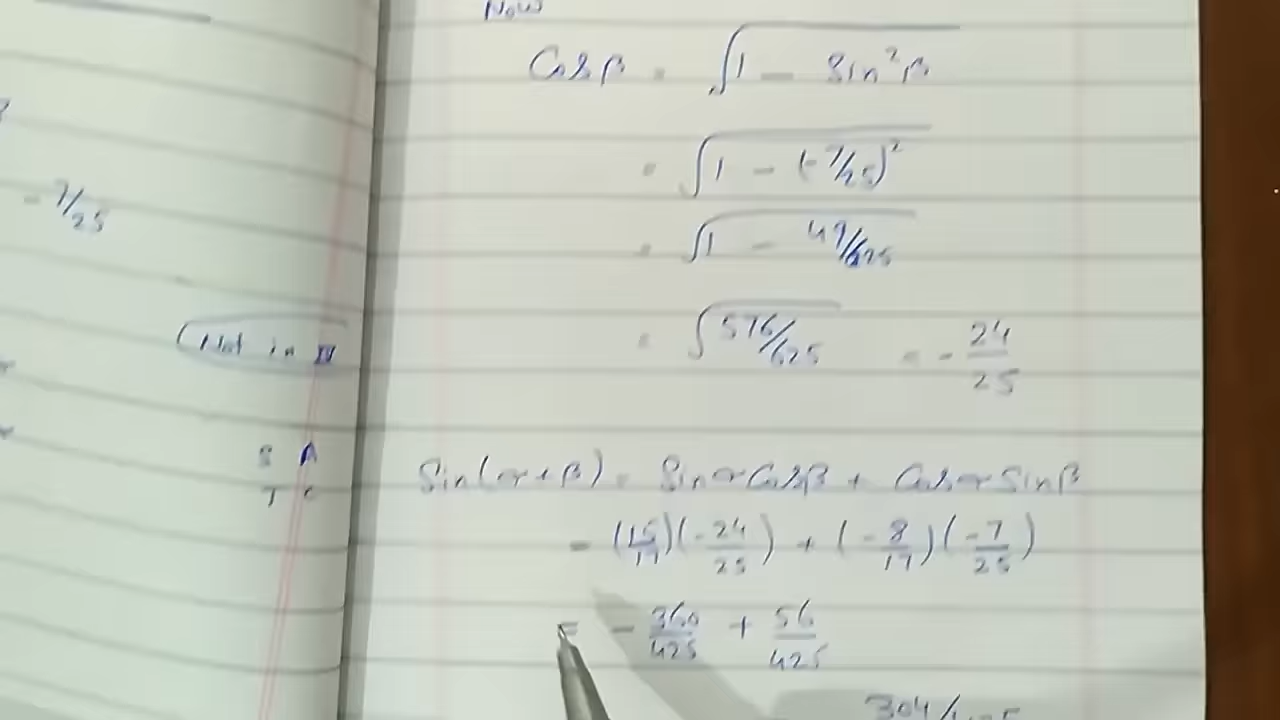 - 7/25
(Not in IV
S A
T C
Now
Cosβ = √1 - Sin²β
= √1 - (-7/25)²
= √1 - 49/625
= √576/625 = - 24/25
Sin(α+β) = Sinα Cosβ + Cosα Sinβ
= (15/17)(-24/25) + (-8/17)(-7/25)
= - 360/425 + 56/425